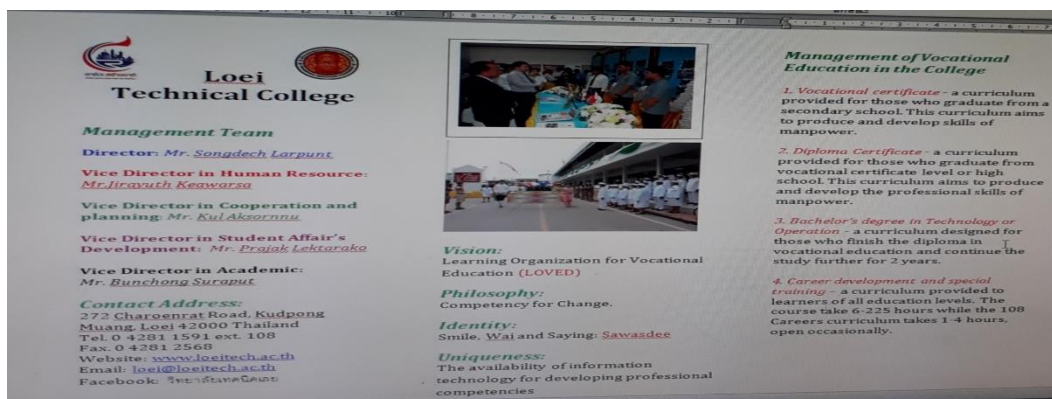 Loei
Technical College
Management Team
Director: Mr. Songdech Larpunt
Vice Director in Human Resource:
Mr.Jirayuth Keawarsa
Vice Director in Cooperation and
planning: Mr. Kul Aksornnu
Vice Director in Student Affair's
Development: Mr. Prajak Lektarako
Vice Director in Academic:
Mr. Bunchong Suraput
Contact Address:
272 Charoenrat Road, Kudpong
Muang, Loei 42000 Thailand
Tel. 0 4281 1591 ext. 108
Fax. 0 4281 2568
Website: www.loeitech.ac.th
Email: loei@loeitech.ac.th
Facebook: วิทยาลัยเทคนิคเลย
Vision:
Learning Organization for Vocational
Education (LOVED)
Philosophy:
Competency for Change.
Identity:
Smile, Wai and Saying: Sawasdee
Uniqueness:
The availability of information
technology for developing professional
competencies
Management of Vocational
Education in the College
1. Vocational certificate - a curriculum
provided for those who graduate from a
secondary school. This curriculum aims
to produce and develop skills of
manpower.
2. Diploma Certificate - a curriculum
provided for those who graduate from
vocational certificate level or high
school. This curriculum aims to produce
and develop the professional skills of
manpower.
3. Bachelor's degree in Technology or
Operation - a curriculum designed for
those who finish the diploma in
vocational education and continue the
study further for 2 years.
4. Career development and special
training - a curriculum provided to
learners of all education levels. The
course take 6-225 hours while the 108
Careers curriculum takes 1-4 hours,
open occasionally.